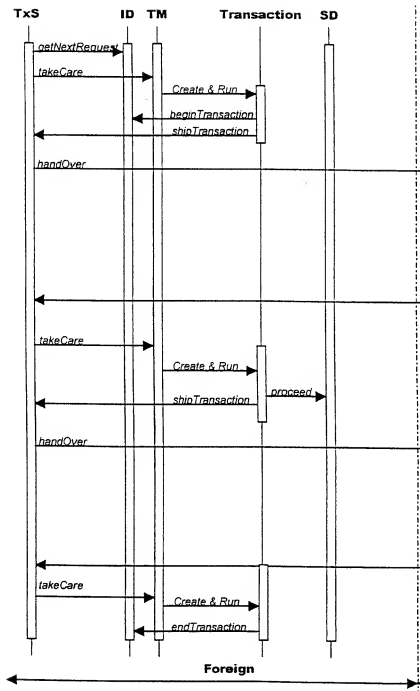 TxS ID TM Transaction SD
getNextRequest
takeCare
Create & Run
beginTransaction
shipTransaction
handOver
takeCare
Create & Run
proceed
shipTransaction
handOver
takeCare
Create & Run
endTransaction
Foreign